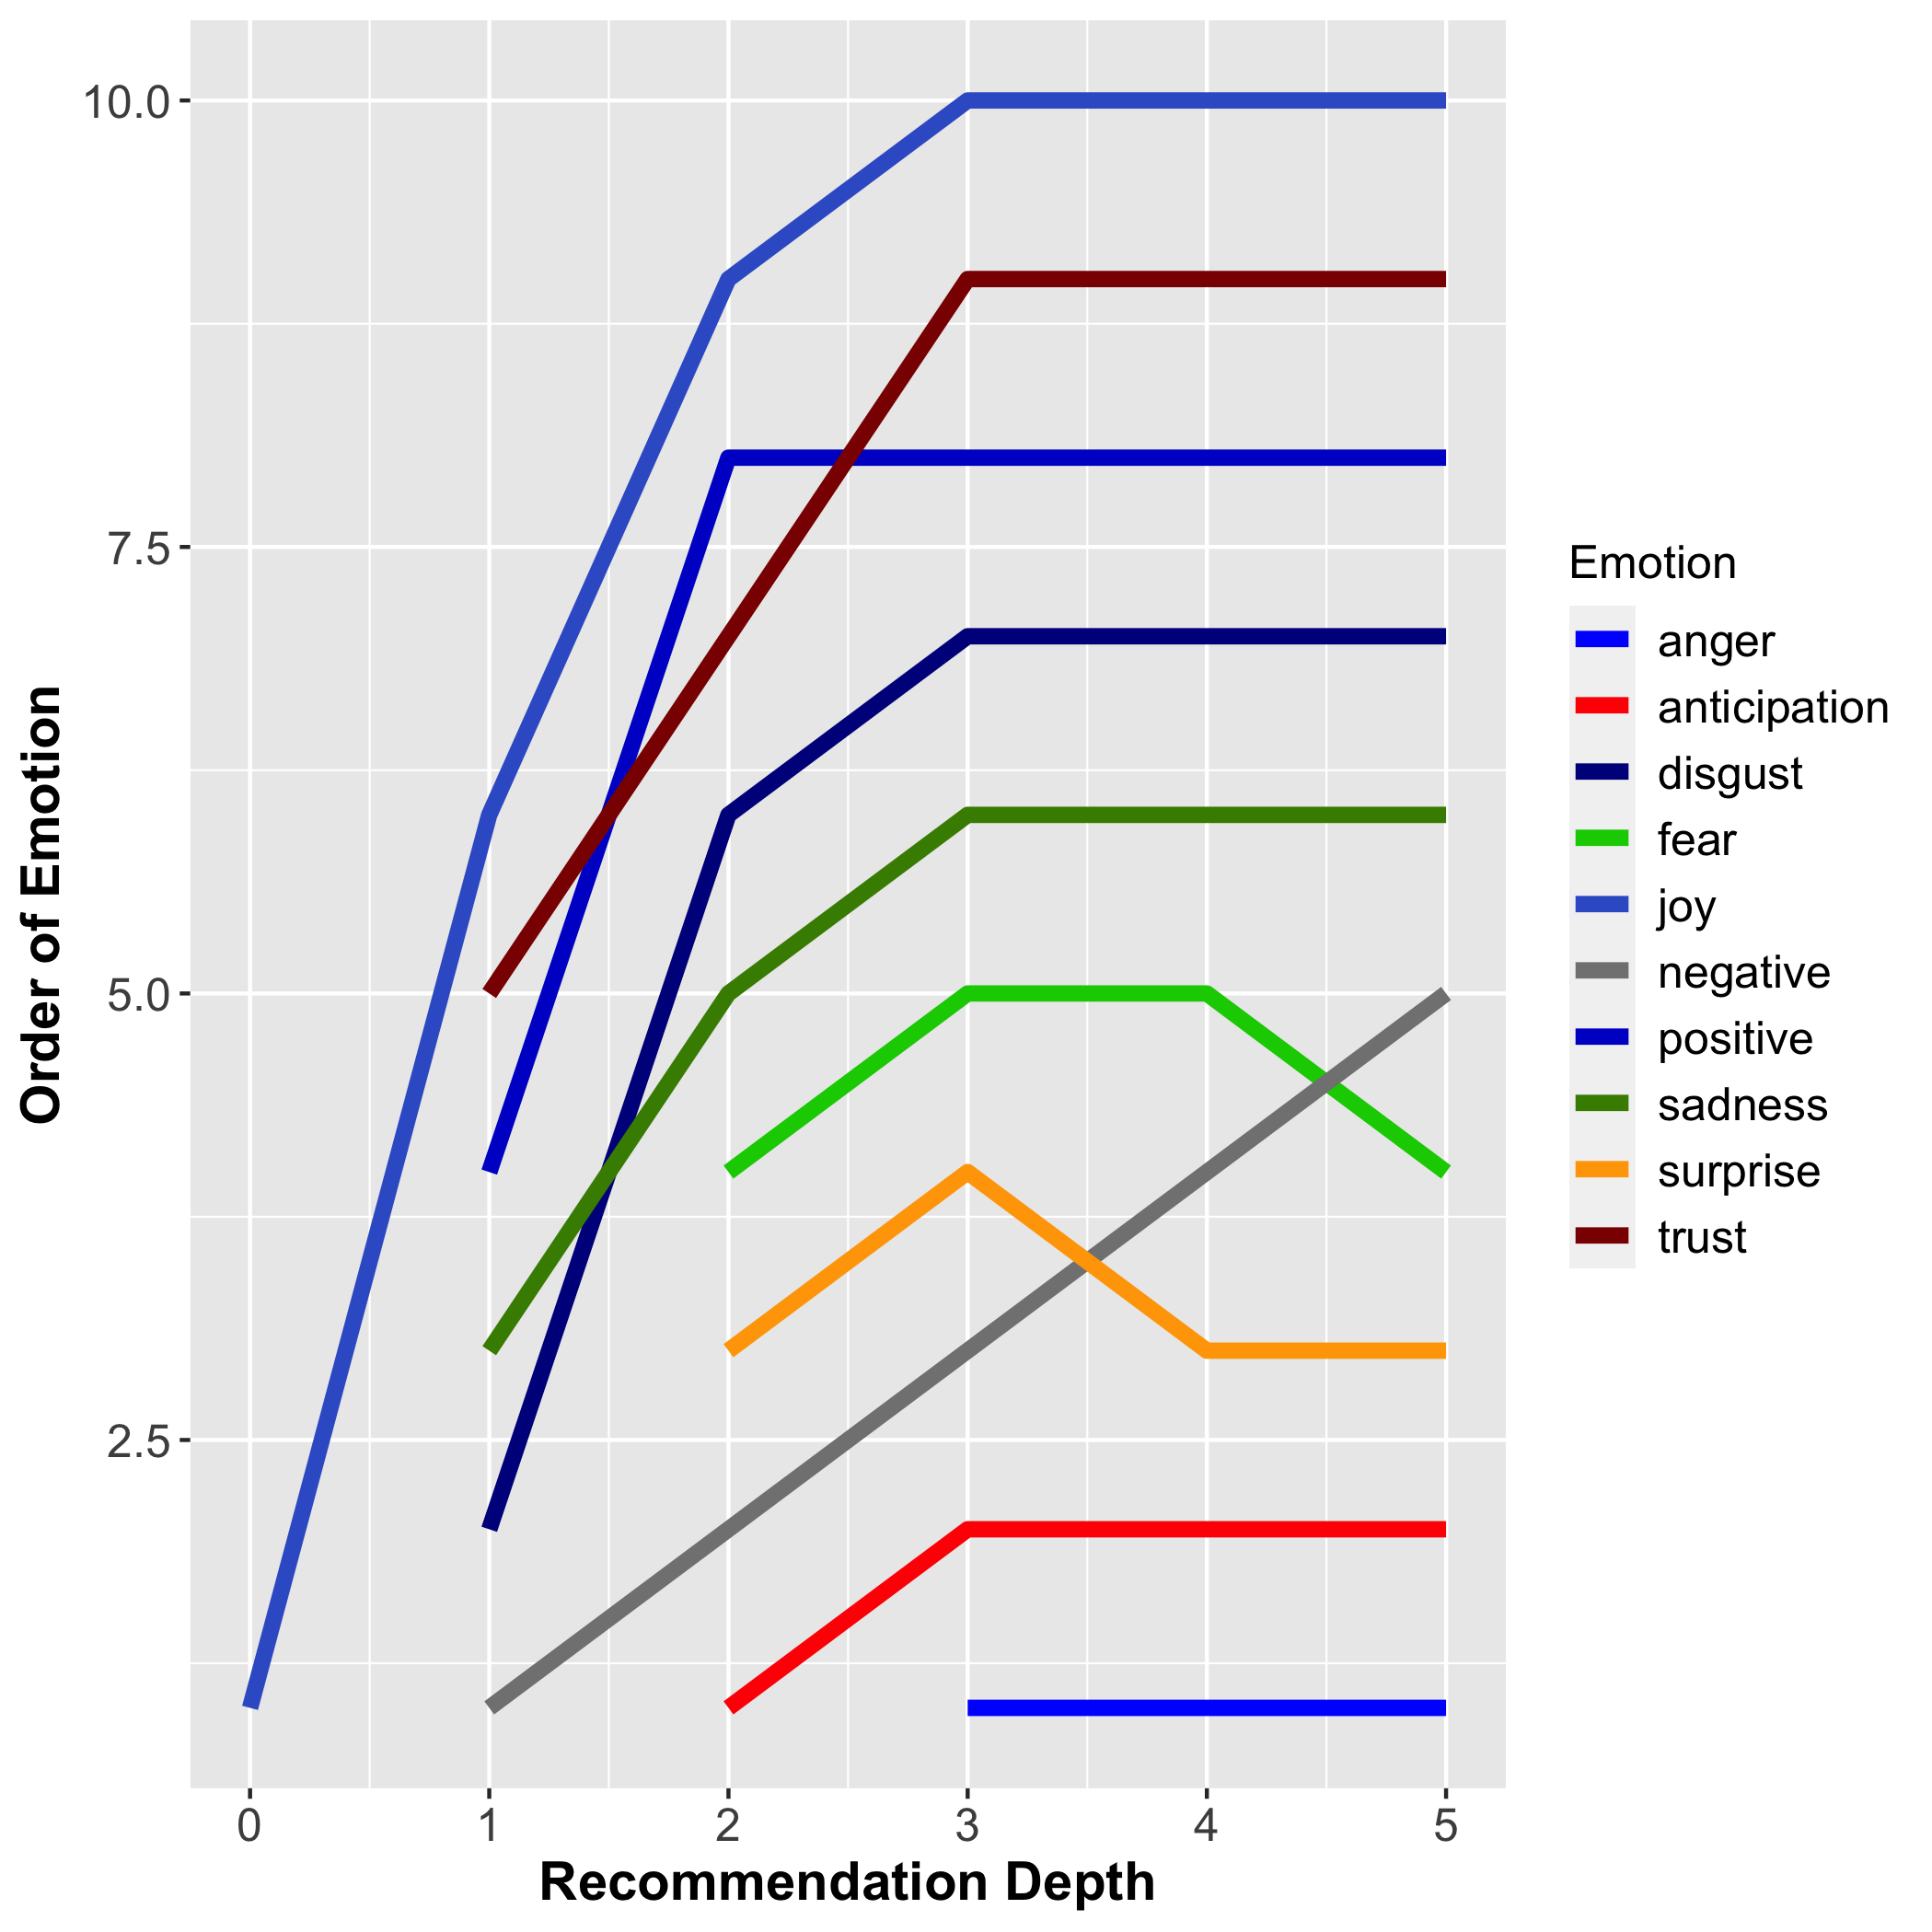 Order of Emotion
10.0
7.5
5.0
2.5
0 1 2 3 4 5
Recommendation Depth
Emotion
anger
anticipation
disgust
fear
joy
negative
positive
sadness
surprise
trust